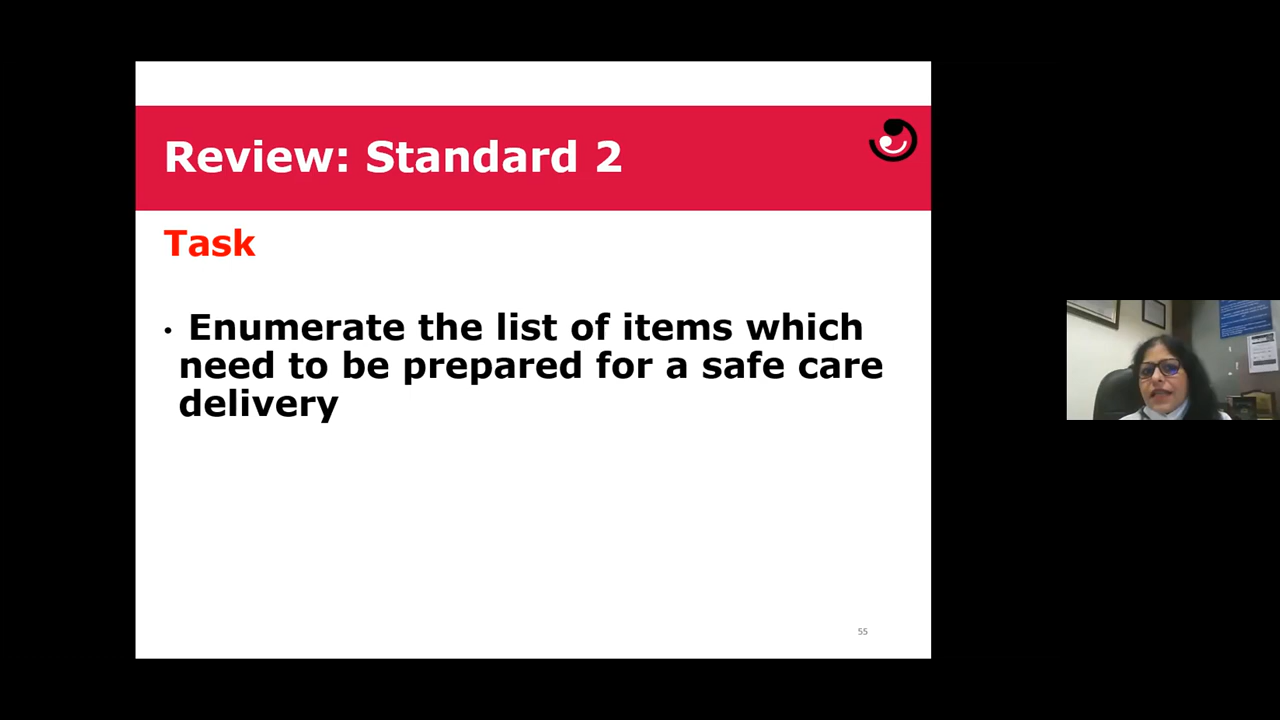 Review: Standard 2
Task
• Enumerate the list of items which
need to be prepared for a safe care
delivery
55